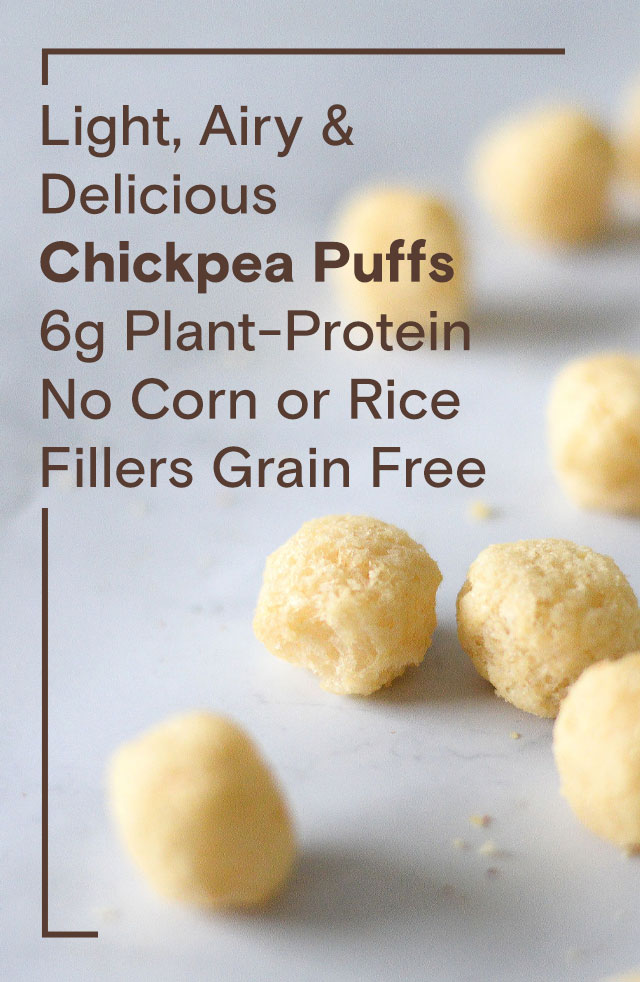 Light, Airy &
Delicious
Chickpea Puffs
6g Plant-Protein
No Corn or Rice
Fillers Grain Free